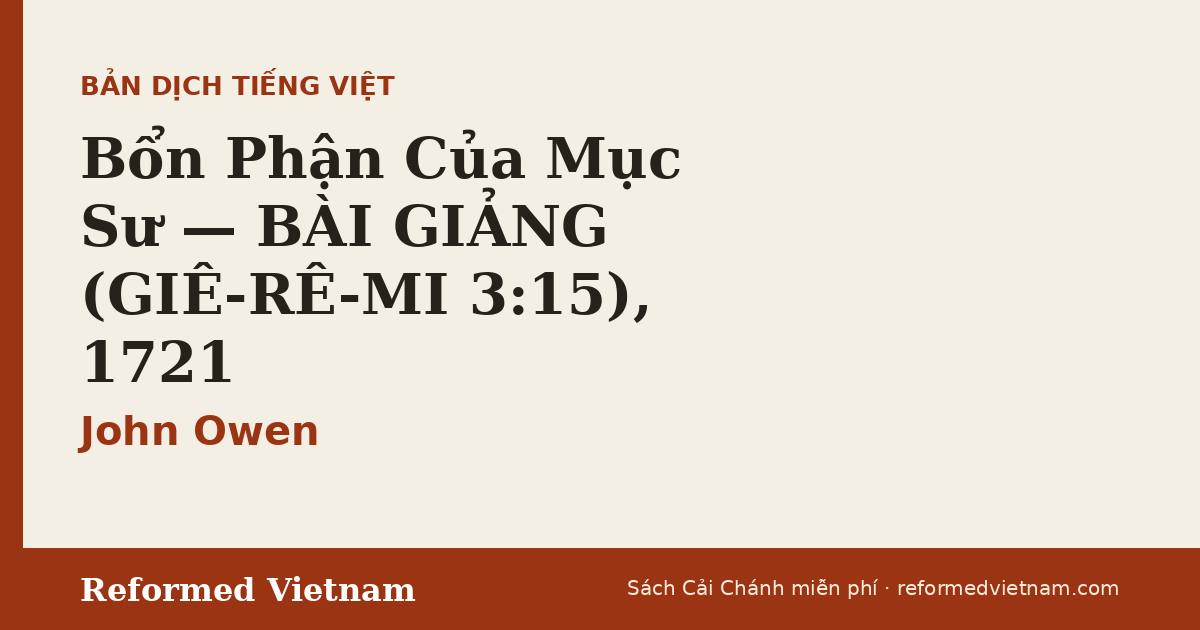 BẢN DỊCH TIẾNG VIỆT
Bổn Phận Của Mục
Sư — BÀI GIẢNG
(GIÊ-RÊ-MI 3:15),
1721
John Owen
Reformed Vietnam
Sách Cải Chánh miễn phí · reformedvietnam.com